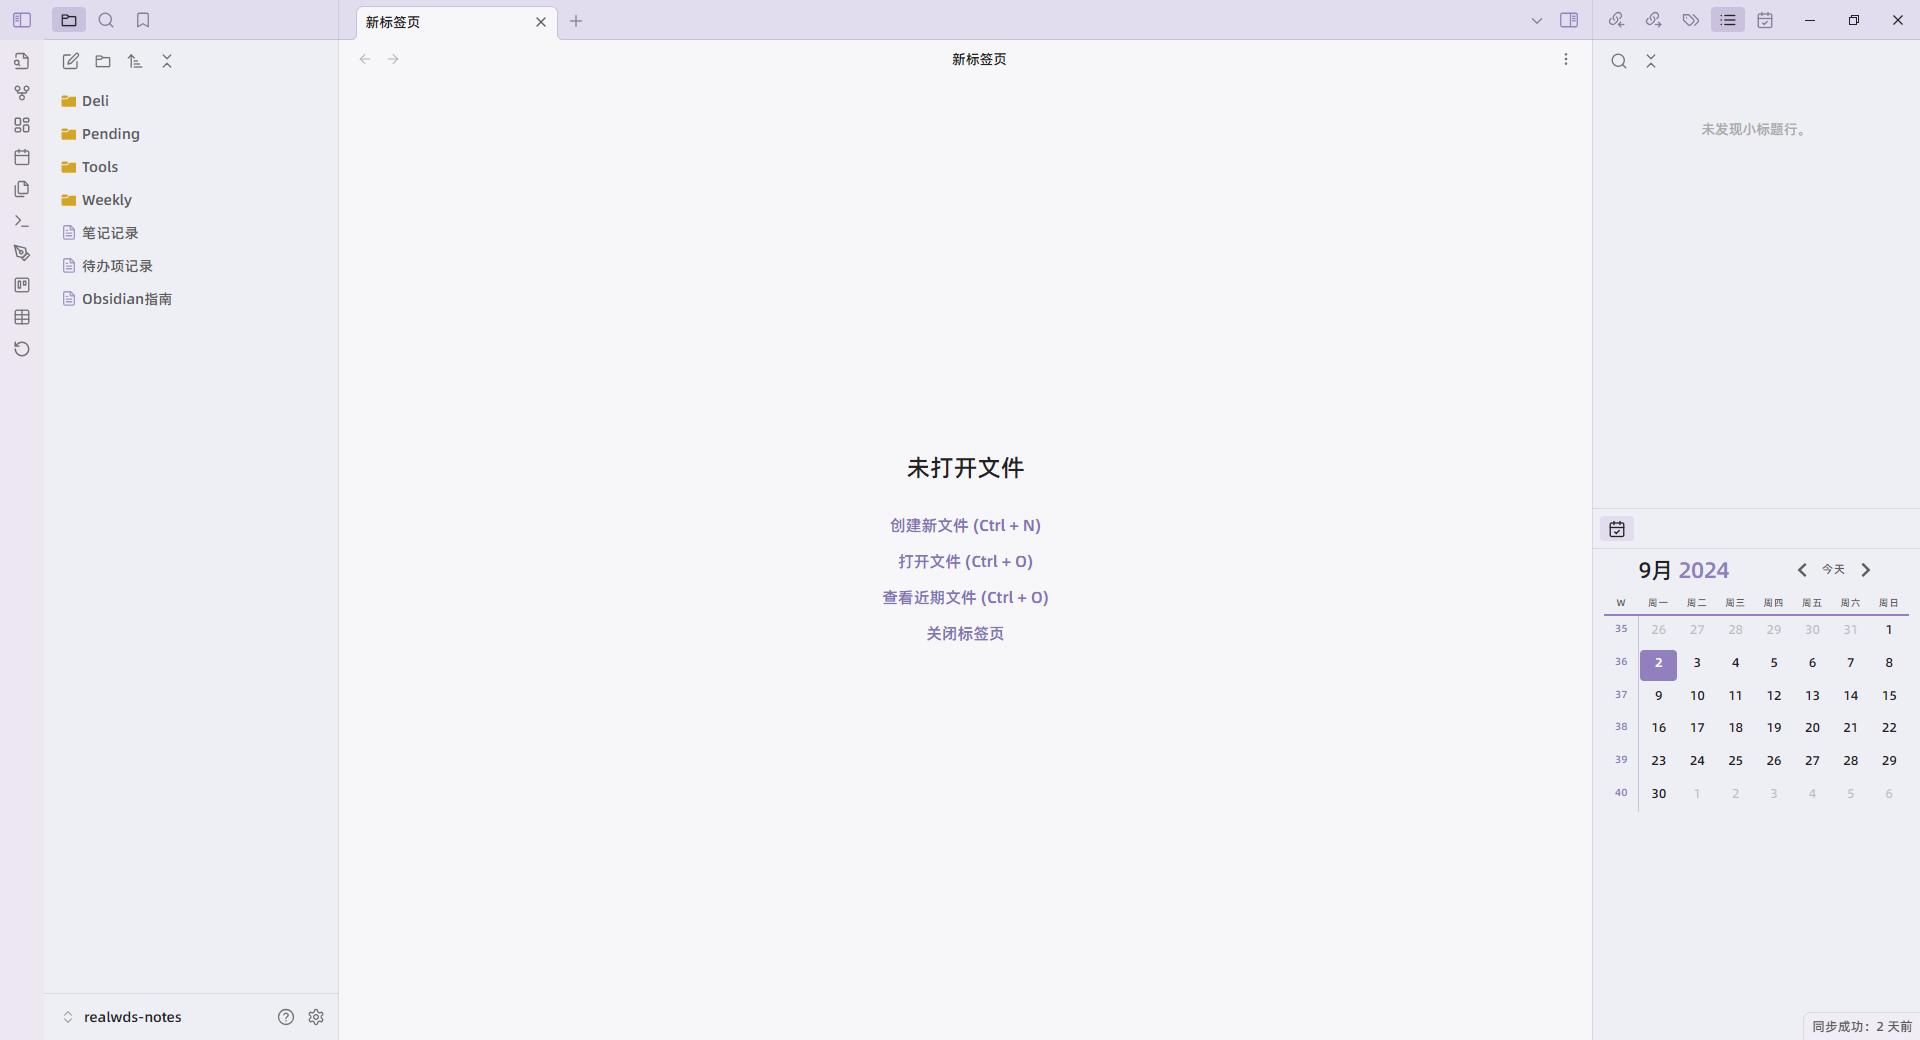 新标签页
新标签页
Deli
Pending
Tools
Weekly
笔记记录
待办项记录
Obsidian指南
realwds-notes
未打开文件
创建新文件 (Ctrl + N)
打开文件 (Ctrl + O)
查看近期文件 (Ctrl + O)
关闭标签页
未发现小标题行。
9月 2024 今天
W 周一 周二 周三 周四 周五 周六 周日
35 26 27 28 29 30 31 1
36 2 3 4 5 6 7 8
37 9 10 11 12 13 14 15
38 16 17 18 19 20 21 22
39 23 24 25 26 27 28 29
40 30 1 2 3 4 5 6
同步成功：2 天前